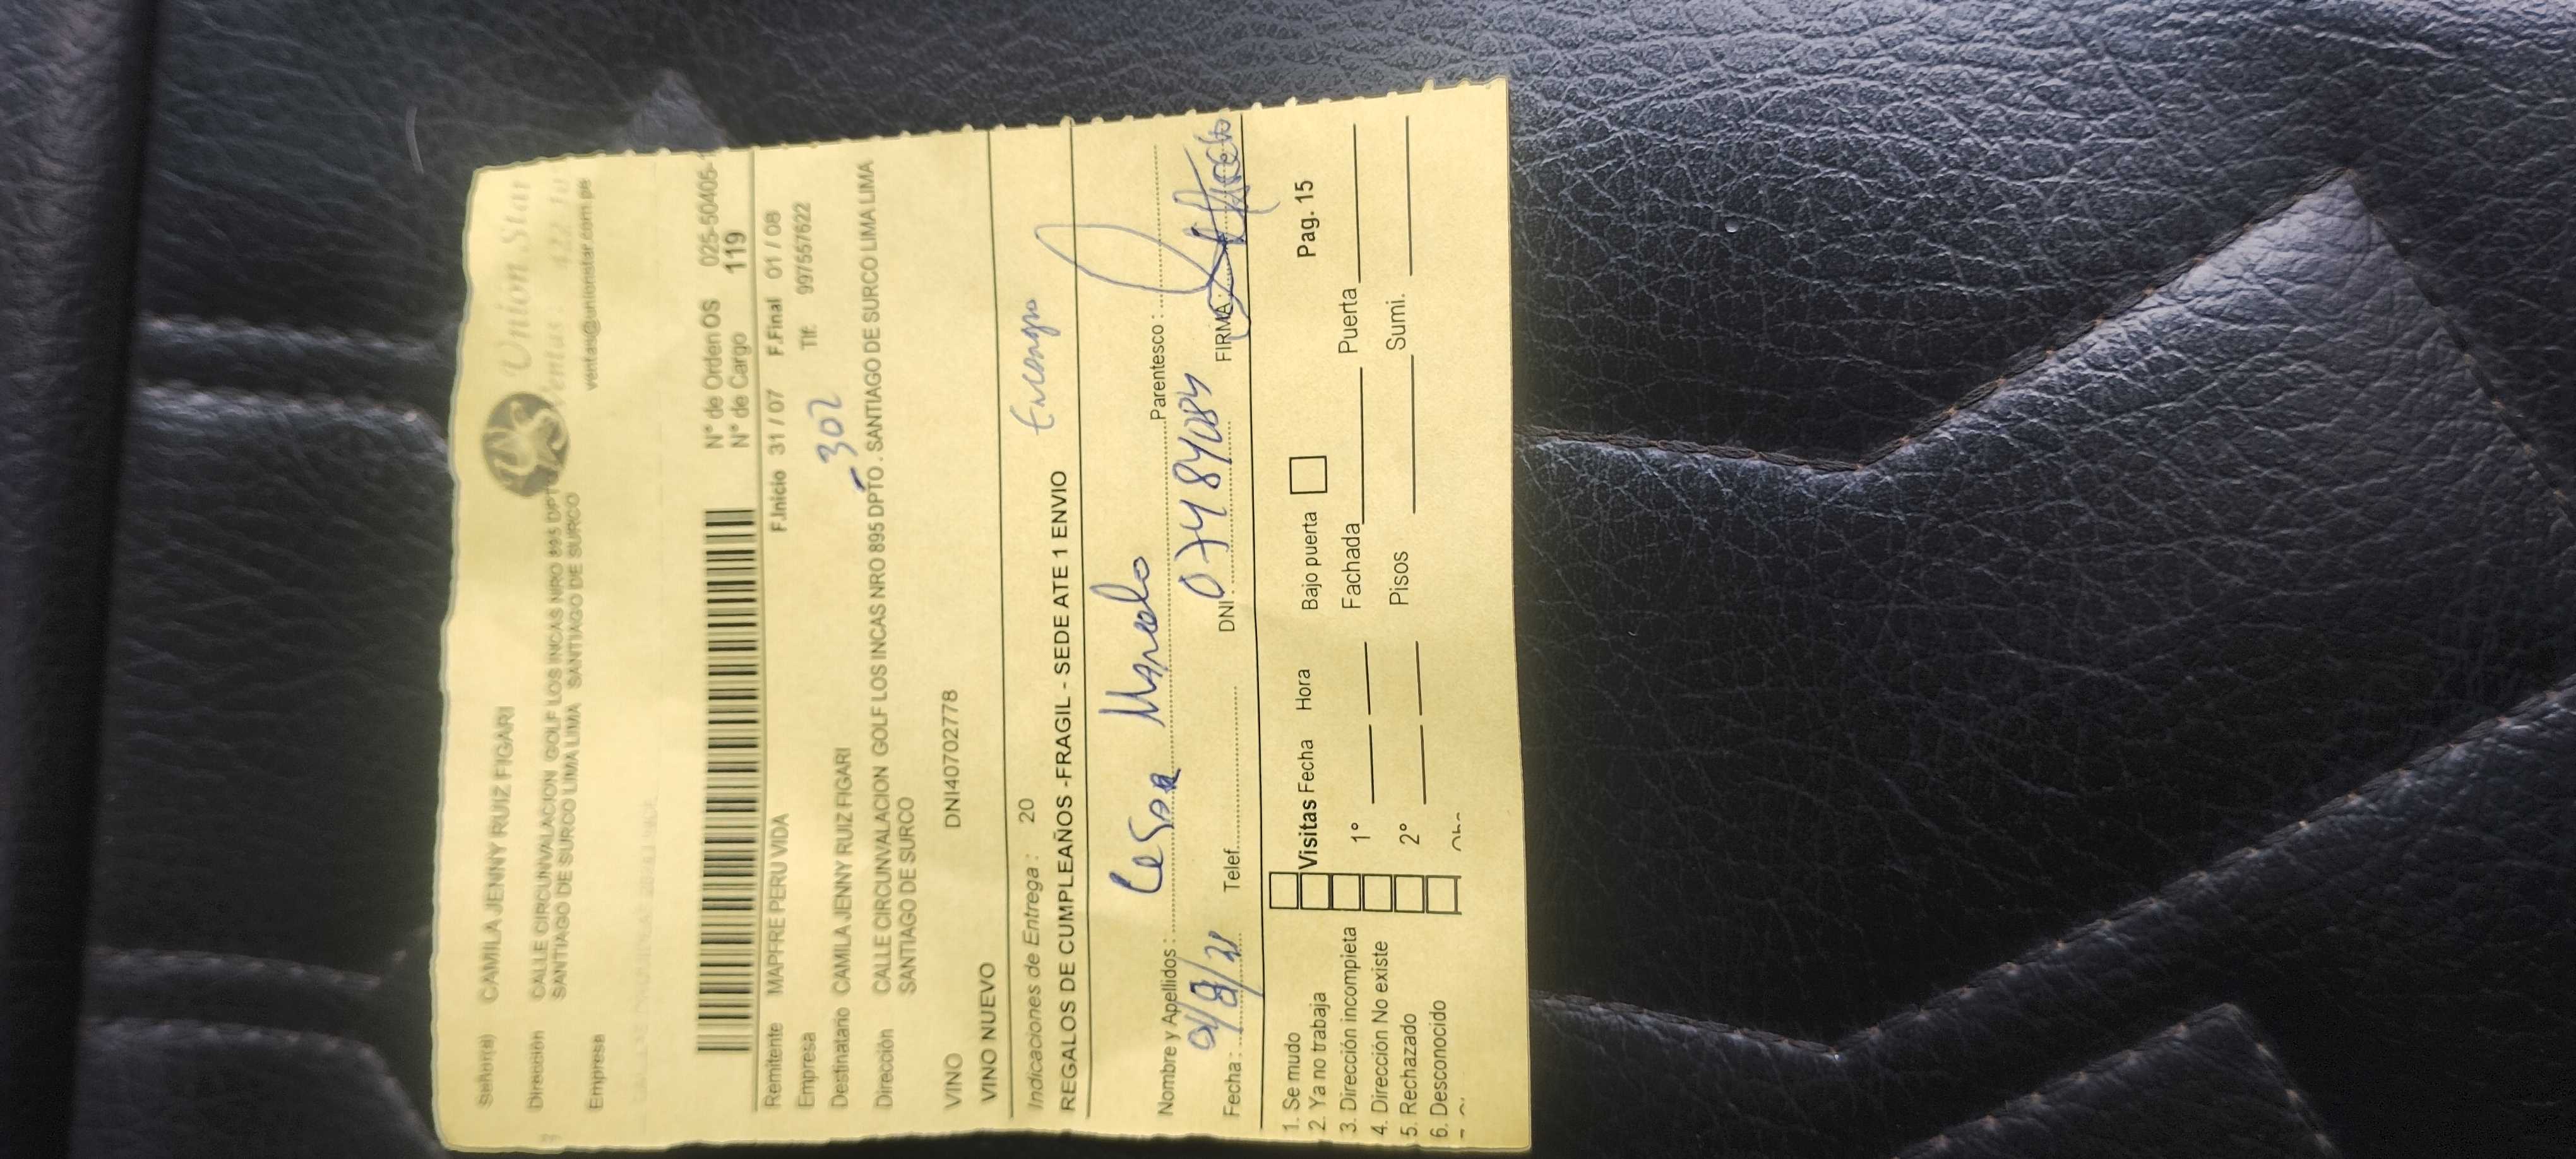 Señor(a) CAMILA JENNY RUIZ FIGARI
Union Star
Ventas: 422
Dirección CALLE CIRCUNVALACION GOLF LOS INCAS NRO 895 DPTO
SANTIAGO DE SURCO LIMA LIMA SANTIAGO DE SURCO
ventas@unionstar.com.pe
Empresa
N° de Orden OS 025-50405-
N° de Cargo 119
Remitente MAPFRE PERU VIDA F.Inicio 31 / 07 F.Final 01 / 08
Empresa Tlf. 997557622
302
Destinatario CAMILA JENNY RUIZ FIGARI
Dirección CALLE CIRCUNVALACION GOLF LOS INCAS NRO 895 DPTO . SANTIAGO DE SURCO LIMA LIMA
SANTIAGO DE SURCO
VINO DNI40702778
VINO NUEVO
Indicaciones de Entrega : 20
REGALOS DE CUMPLEAÑOS -FRAGIL - SEDE ATE 1 ENVIO
Nombre y Apellidos : Cesar Parentesco :
Fecha : Telef. DNI : FIRMA :
1. Se mudo
2. Ya no trabaja Visitas Fecha Hora Bajo puerta Pag. 15
3. Dirección incompleta 1° Fachada Puerta
4. Dirección No existe
5. Rechazado 2° Pisos Sumi.
6. Desconocido